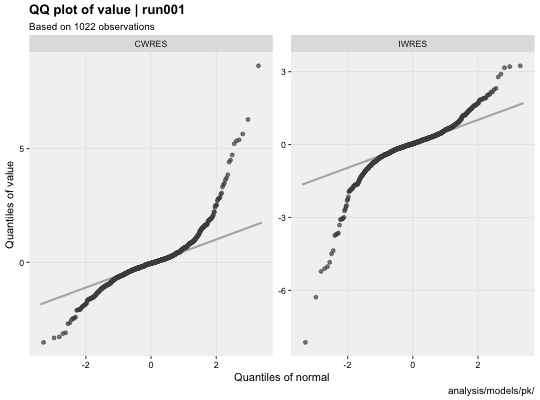 QQ plot of value | run001
Based on 1022 observations
CWRES
IWRES
5
0
3
0
-3
-6
-2
0
2
-2
0
2
Quantiles of value
Quantiles of normal
analysis/models/pk/